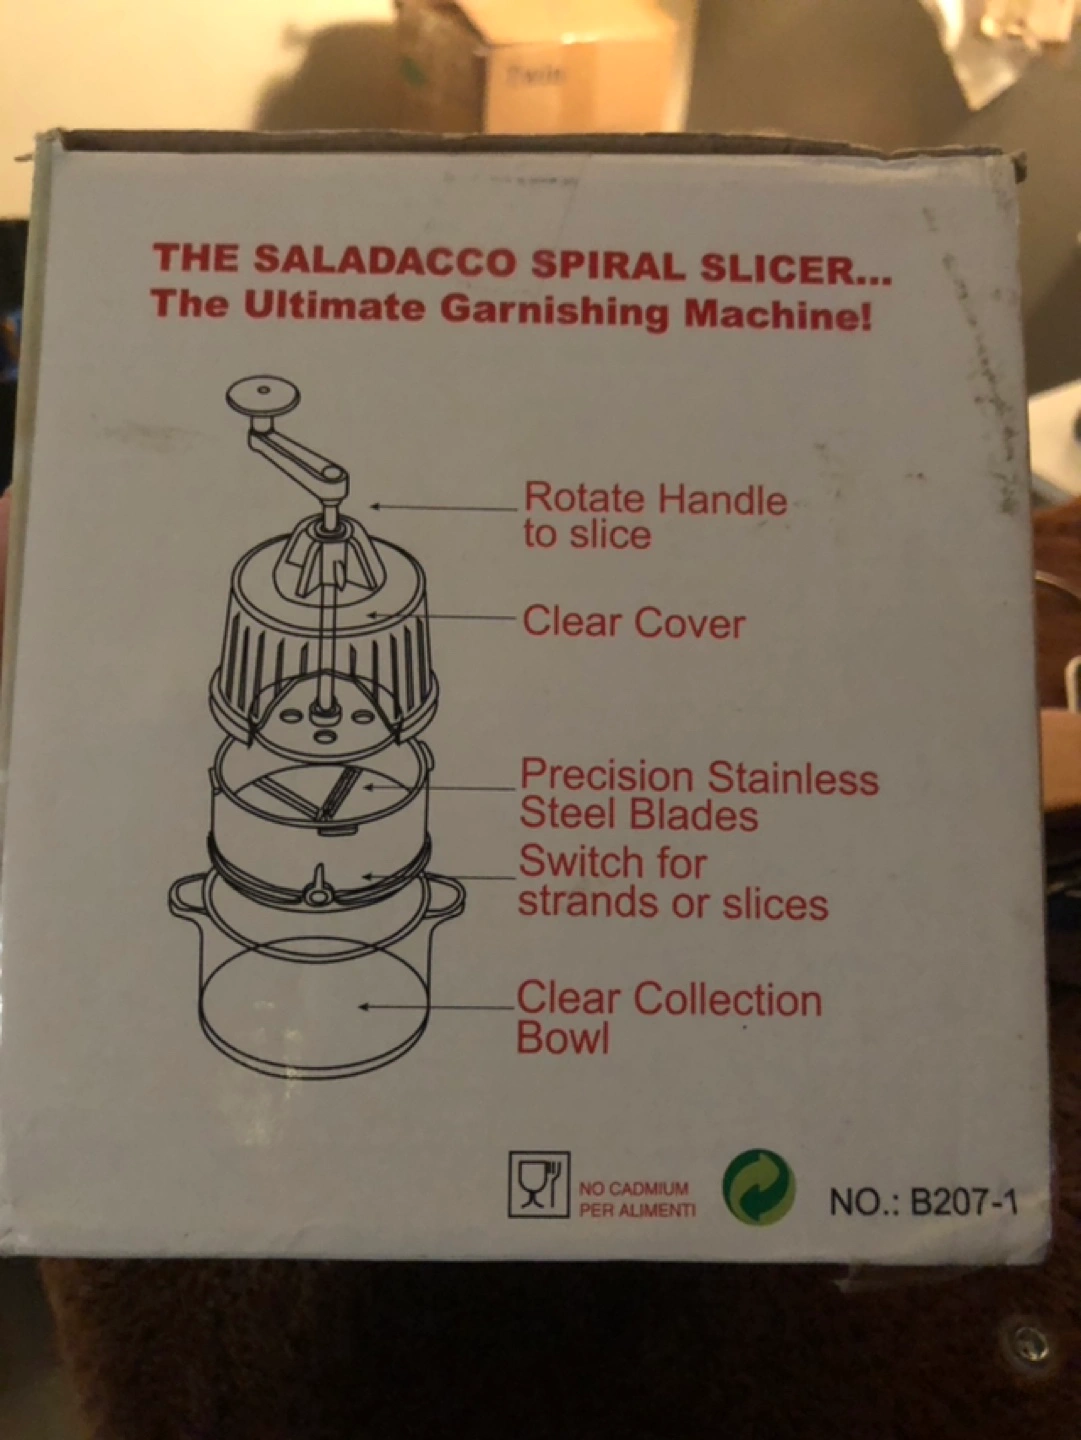 Twin
THE SALADACCO SPIRAL SLICER...
The Ultimate Garnishing Machine!
Rotate Handle
to slice
Clear Cover
Precision Stainless
Steel Blades
Switch for
strands or slices
Clear Collection
Bowl
NO CADMIUM
PER ALIMENTI
NO.: B207-1